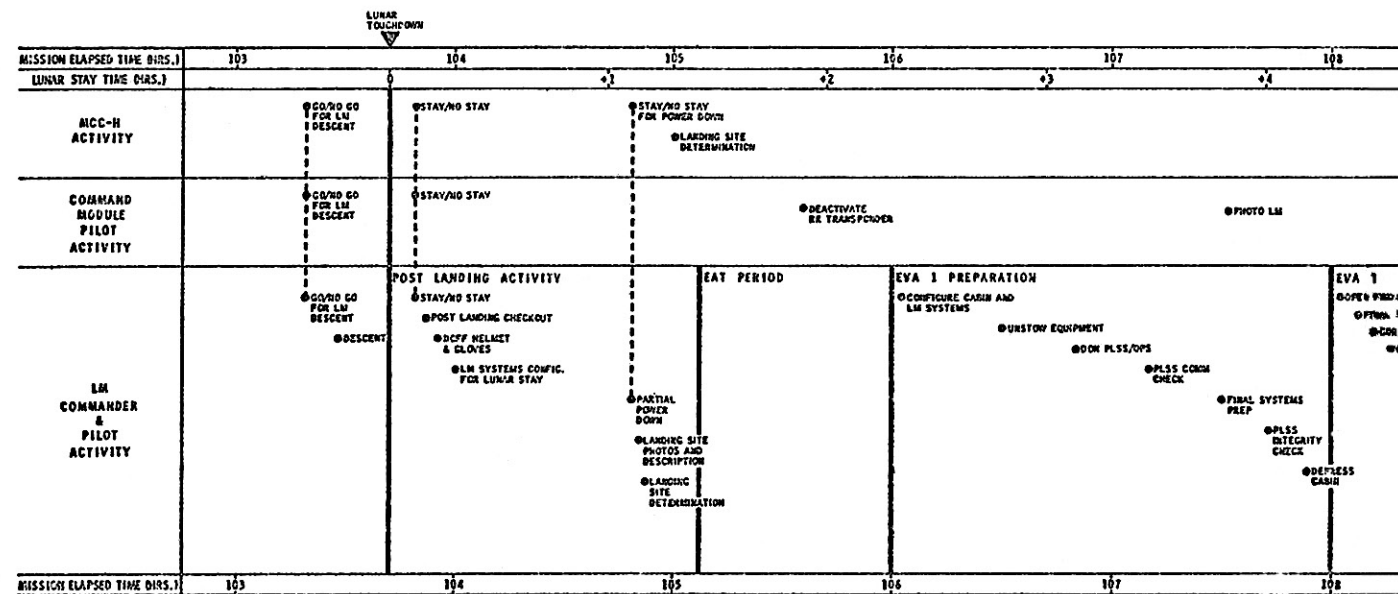 LUNAR
TOUCHDOWN
MISSION ELAPSED TIME (HRS.) 103 104 105 106 107 108
LUNAR STAY TIME (HRS.) 0 +1 +2 +3 +4
MCC-H
ACTIVITY
GO/NO GO
FOR LM
DESCENT
STAY/NO STAY
STAY/NO STAY
FOR POWER DOWN
LANDING SITE
DETERMINATION
COMMAND
MODULE
PILOT
ACTIVITY
GO/NO GO
FOR LM
DESCENT
STAY/NO STAY
DEACTIVATE
RR TRANSPONDER
PHOTO LM
LM
COMMANDER
&
PILOT
ACTIVITY
GO/NO GO
FOR LM
DESCENT
DESCENT
POST LANDING ACTIVITY
STAY/NO STAY
POST LANDING CHECKOUT
DOFF HELMET
& GLOVES
LM SYSTEMS CONFIG.
FOR LUNAR STAY
PARTIAL
POWER
DOWN
LANDING SITE
PHOTOS AND
DESCRIPTION
LANDING
SITE
DETERMINATION
EAT PERIOD
EVA 1 PREPARATION
CONFIGURE CABIN AND
LM SYSTEMS
UNSTOW EQUIPMENT
DON PLSS/OPS
PLSS COMM
CHECK
FINAL SYSTEMS
PREP
PLSS
INTEGRITY
CHECK
DEPRESS
CABIN
EVA 1
OPEN
FINAL
MISSION ELAPSED TIME (HRS.) 103 104 105 106 107 108